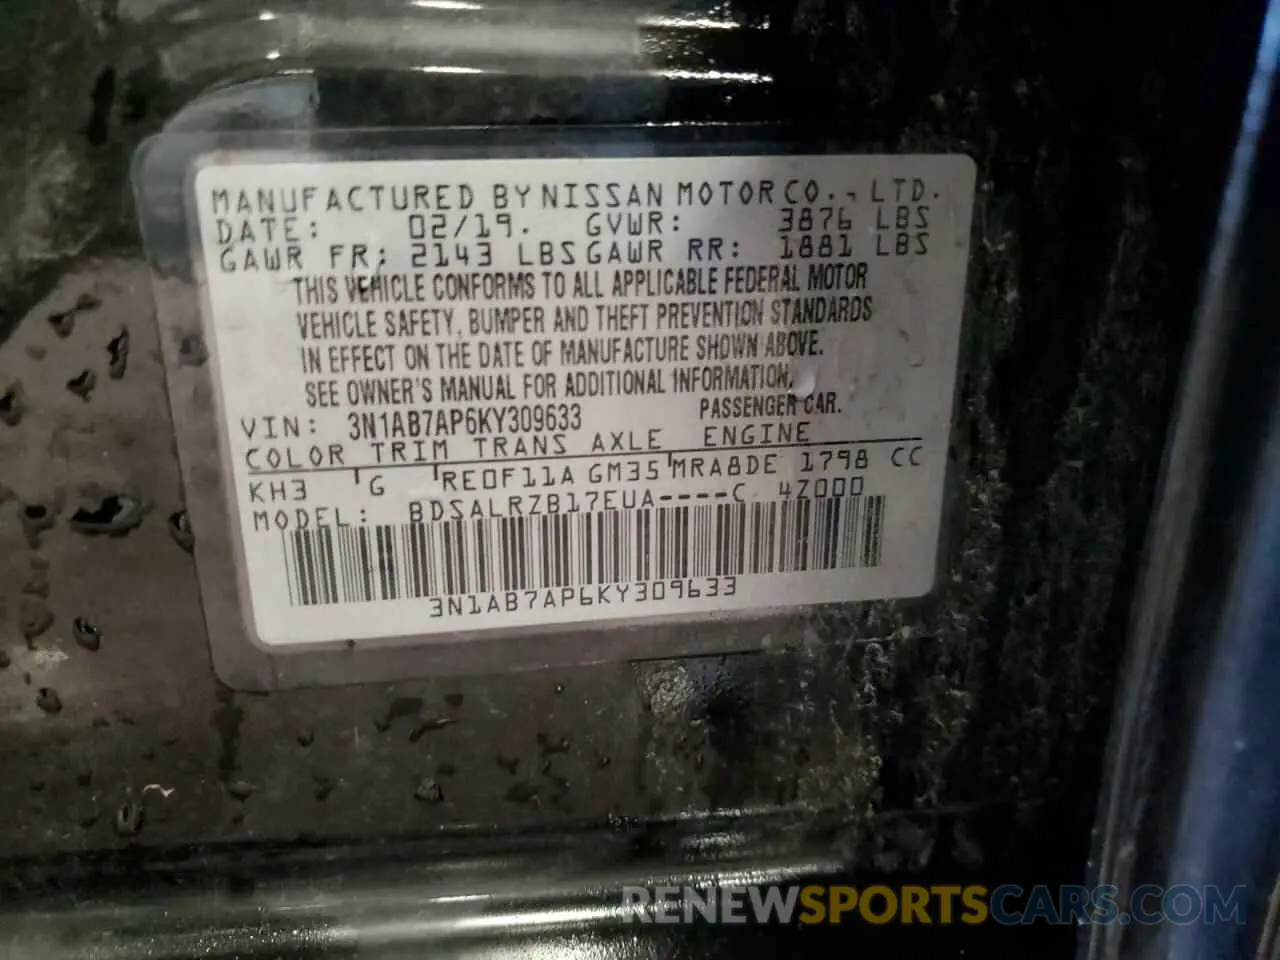 MANUFACTURED BY NISSAN MOTOR CO., LTD.
DATE: 02/19. GVWR: 3876 LBS
GAWR FR: 2143 LBS GAWR RR: 1881 LBS
THIS VEHICLE CONFORMS TO ALL APPLICABLE FEDERAL MOTOR
VEHICLE SAFETY, BUMPER AND THEFT PREVENTION STANDARDS
IN EFFECT ON THE DATE OF MANUFACTURE SHOWN ABOVE.
SEE OWNER'S MANUAL FOR ADDITIONAL INFORMATION.
VIN: 3N1AB7AP6KY309633 PASSENGER CAR.
COLOR TRIM TRANS AXLE ENGINE
KH3 G RE0F11A GM35 MRA8DE 1798 CC
MODEL: BDSALRZB17EUA----C 4Z000
3N1AB7AP6KY309633
RENEWSPORTSCARS.COM